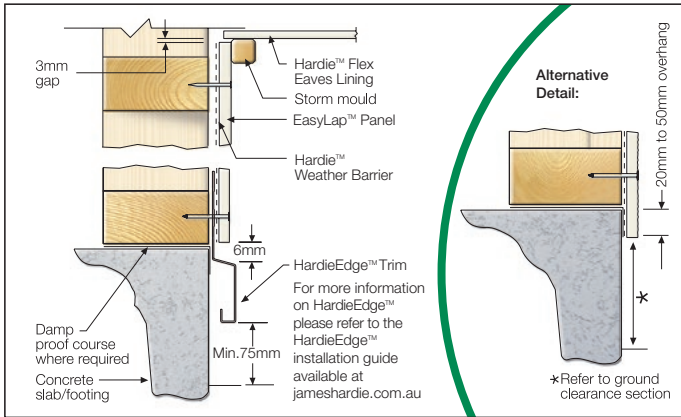 3mm
gap
Hardie™ Flex
Eaves Lining
Storm mould
EasyLap™ Panel
Hardie™
Weather Barrier
6mm
HardieEdge™Trim
For more information
on HardieEdge™
please refer to the
HardieEdge™
installation guide
available at
jameshardie.com.au
Damp
proof course
where required
Min.75mm
Concrete
slab/footing
Alternative
Detail:
20mm to 50mm overhang
*
*Refer to ground
clearance section